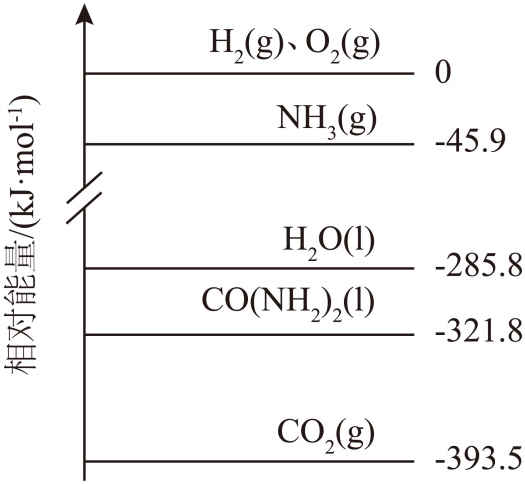 相对能量/(kJ·mol⁻¹)
H₂(g)、O₂(g) 0
NH₃(g) -45.9
H₂O(l) -285.8
CO(NH₂)₂(l) -321.8
CO₂(g) -393.5